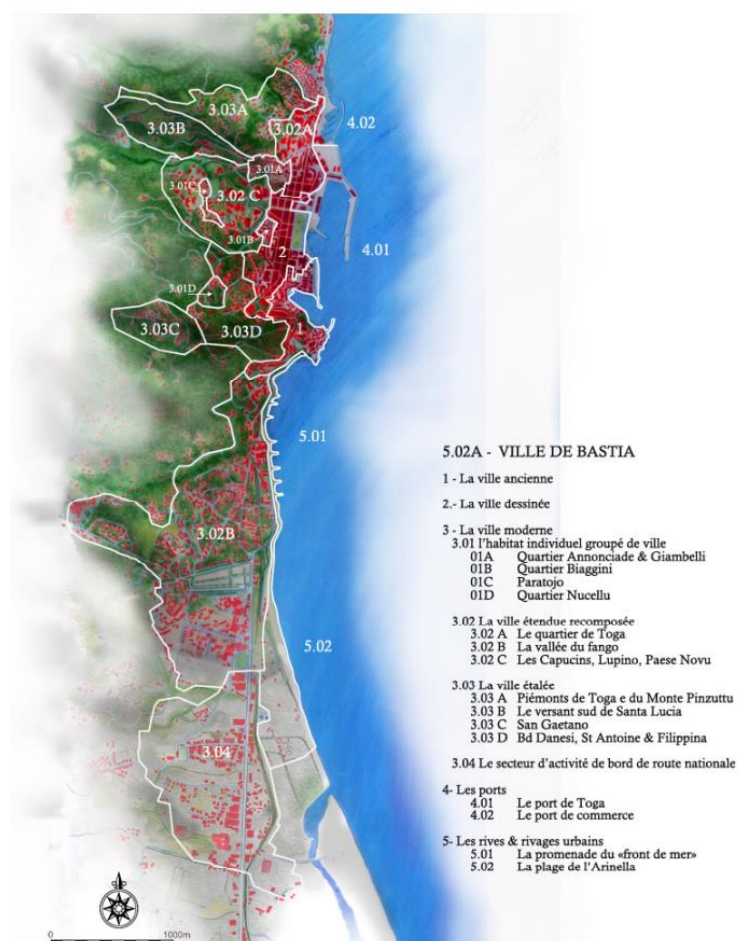 3.03A
3.03B
3.02A
4.02
3.01A
3.01C
3.02 C
3.01B
2
4.01
3.01D
3.03C
3.03D
1
5.01
5.02A - VILLE DE BASTIA
1 - La ville ancienne
2.- La ville dessinée
3 - La ville moderne
3.01 l'habitat individuel groupé de ville
01A Quartier Annonciade & Giambelli
01B Quartier Biaggini
01C Paratojo
01D Quartier Nucellu
3.02B
3.02 La ville étendue recomposée
3.02 A Le quartier de Toga
3.02 B La vallée du fango
3.02 C Les Capucins, Lupino, Paese Novu
5.02
3.03 La ville étalée
3.03 A Piémonts de Toga e du Monte Pinzuttu
3.03 B Le versant sud de Santa Lucia
3.03 C San Gaetano
3.03 D Bd Danesi, St Antoine & Filippina
3.04
3.04 Le secteur d'activité de bord de route nationale
4- Les ports
4.01 Le port de Toga
4.02 Le port de commerce
5- Les rives & rivages urbains
5.01 La promenade du «front de mer»
5.02 La plage de l'Arinella
0 1000m